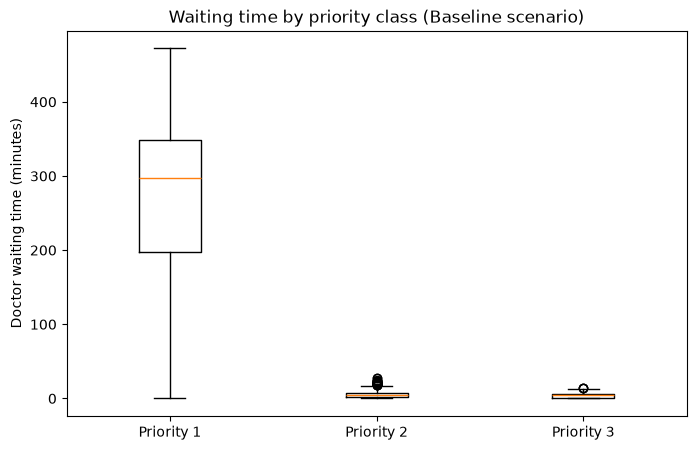 Waiting time by priority class (Baseline scenario)
Doctor waiting time (minutes)
400
300
200
100
0
Priority 1
Priority 2
Priority 3